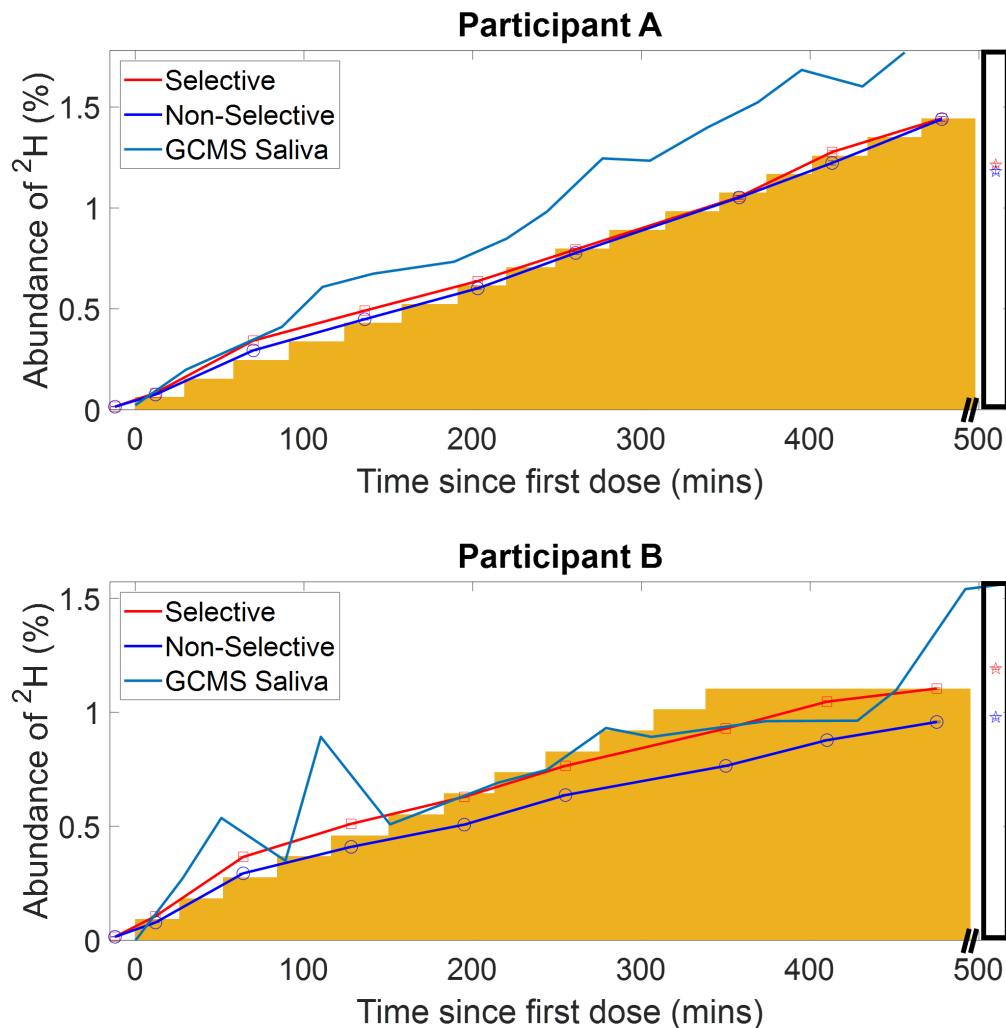 Participant A
Selective
Non-Selective
GCMS Saliva
Abundance of ²H (%)
1.5
1
0.5
0
0 100 200 300 400 500
Time since first dose (mins)
Participant B
Selective
Non-Selective
GCMS Saliva
Abundance of ²H (%)
1.5
1
0.5
0
0 100 200 300 400 500
Time since first dose (mins)